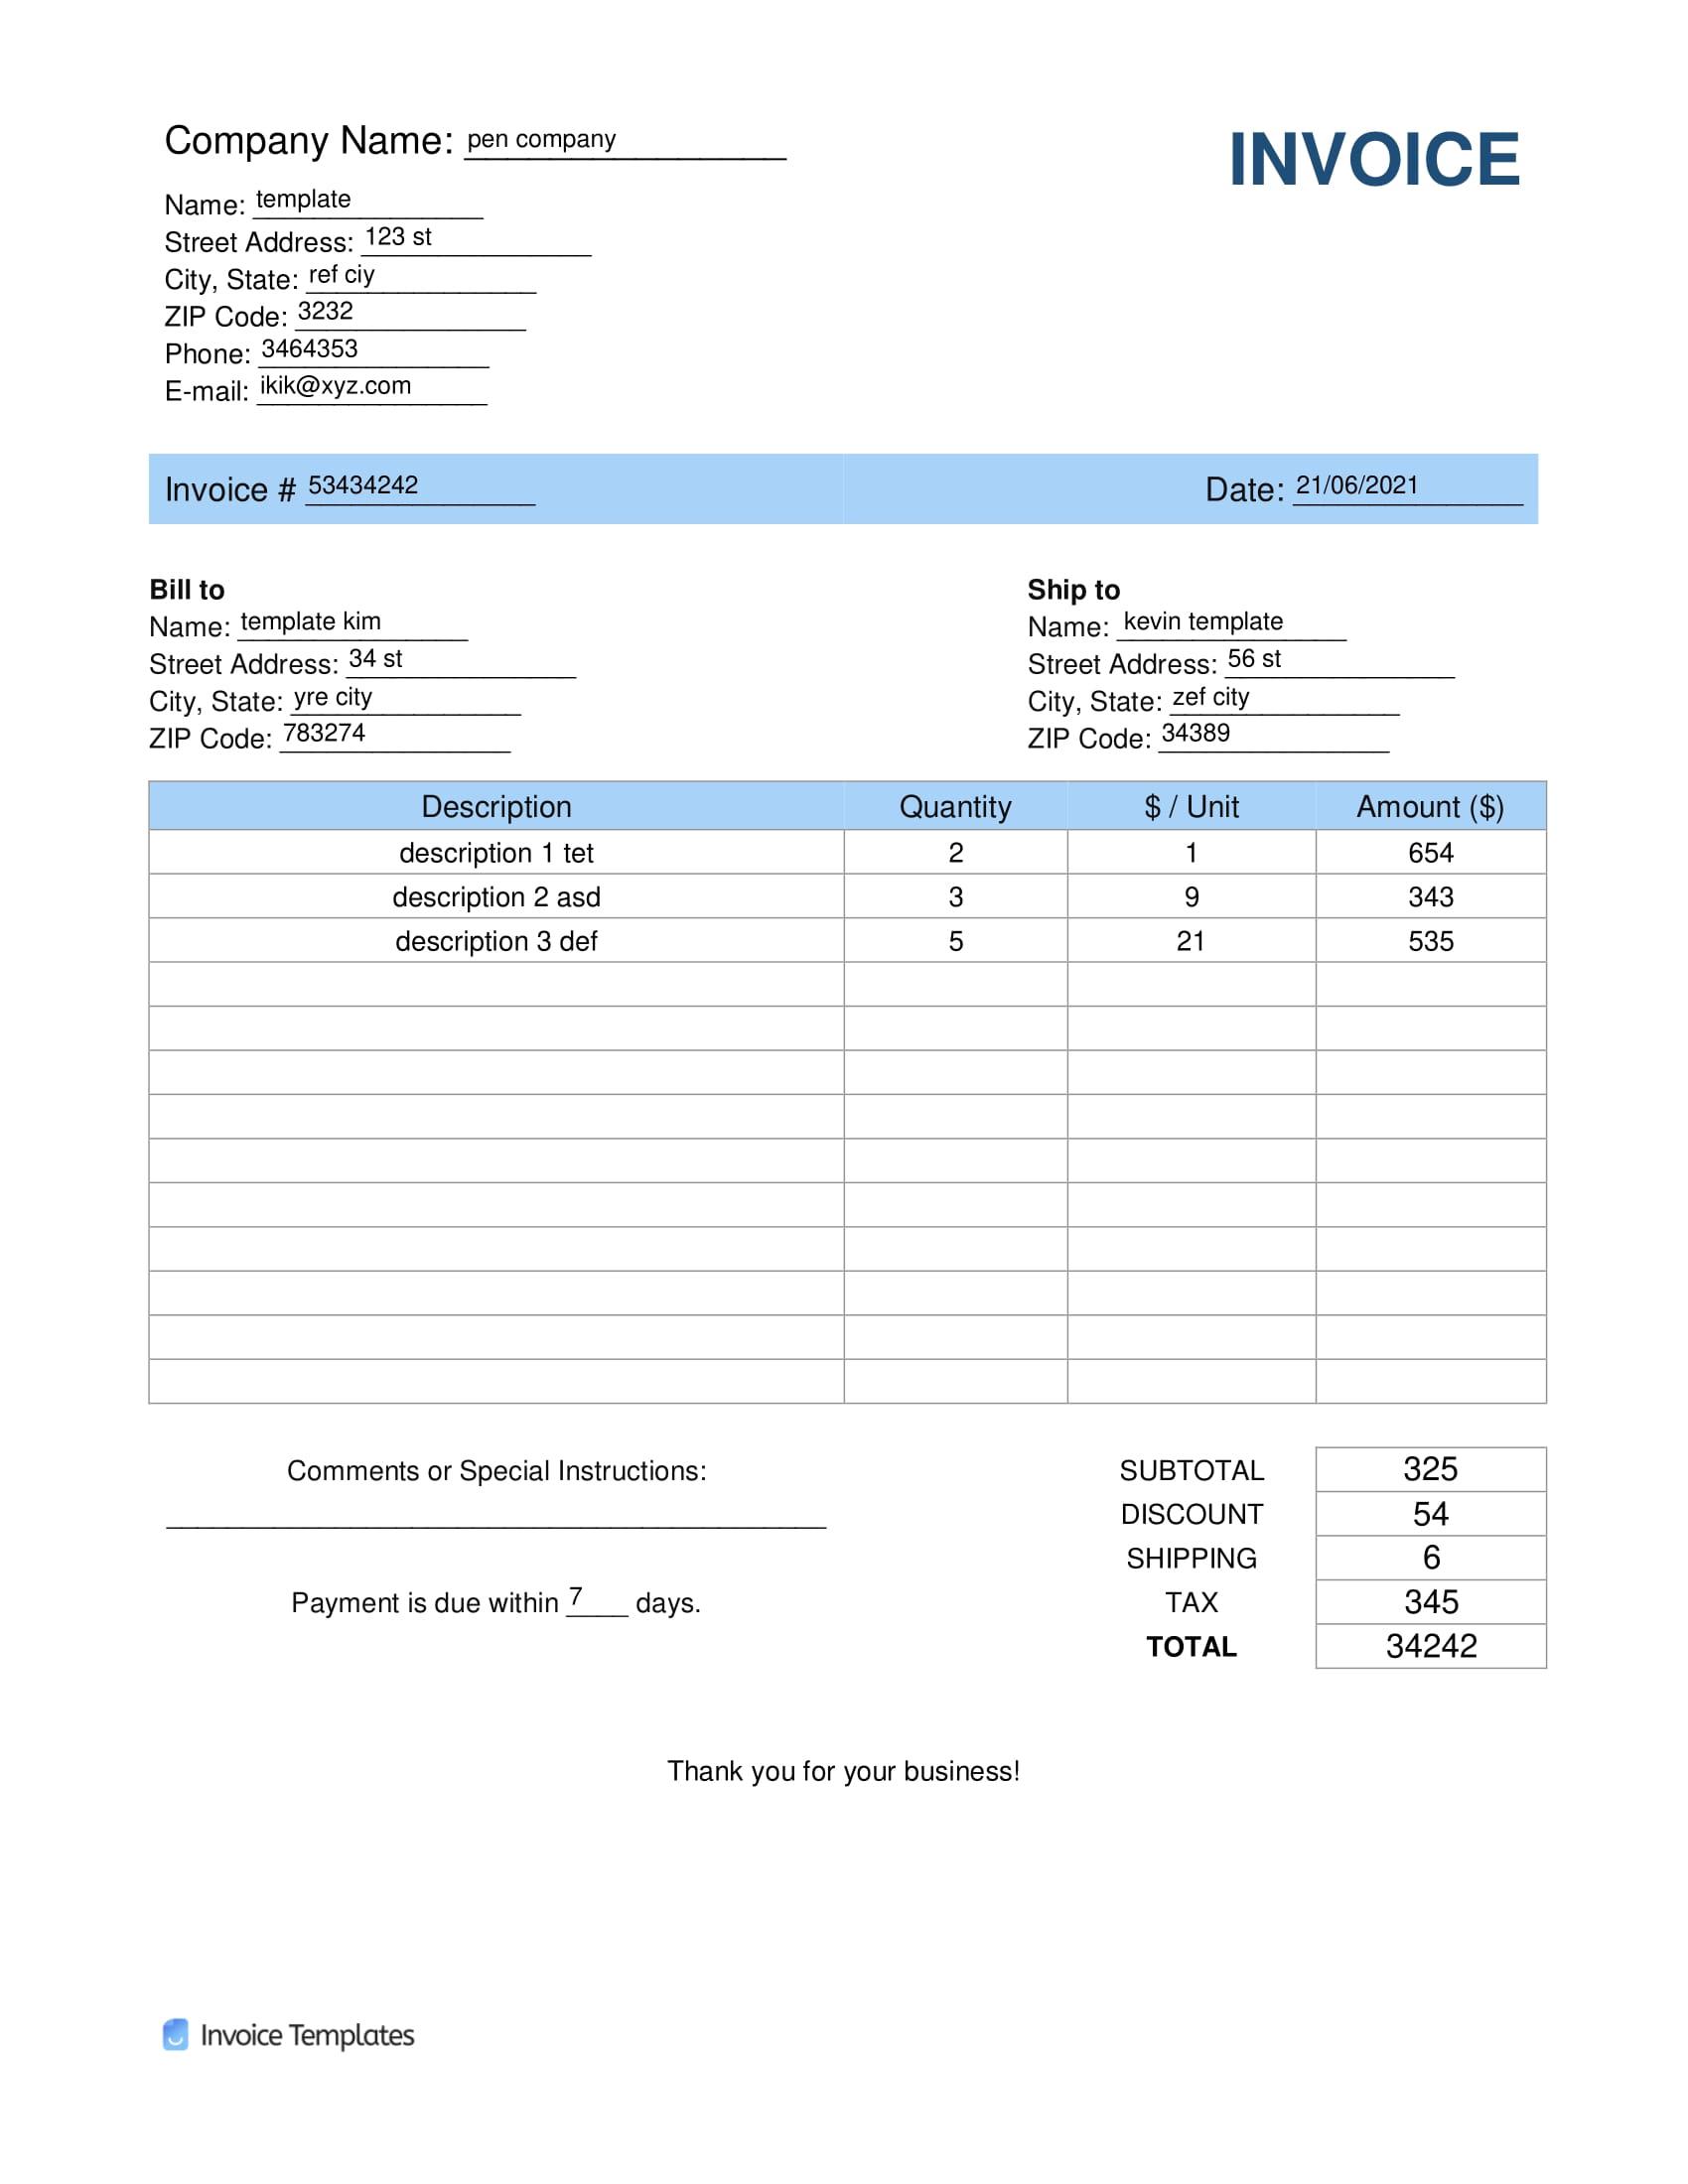 Company Name: pen company
INVOICE
Name: template
Street Address: 123 st
City, State: ref ciy
ZIP Code: 3232
Phone: 3464353
E-mail: ikik@xyz.com
Invoice # 53434242 Date: 21/06/2021
Bill to Ship to
Name: template kim Name: kevin template
Street Address: 34 st Street Address: 56 st
City, State: yre city City, State: zef city
ZIP Code: 783274 ZIP Code: 34389
Description Quantity $ / Unit Amount ($)
description 1 tet 2 1 654
description 2 asd 3 9 343
description 3 def 5 21 535
Comments or Special Instructions: SUBTOTAL 325
DISCOUNT 54
SHIPPING 6
Payment is due within 7 days. TAX 345
TOTAL 34242
Thank you for your business!
Invoice Templates